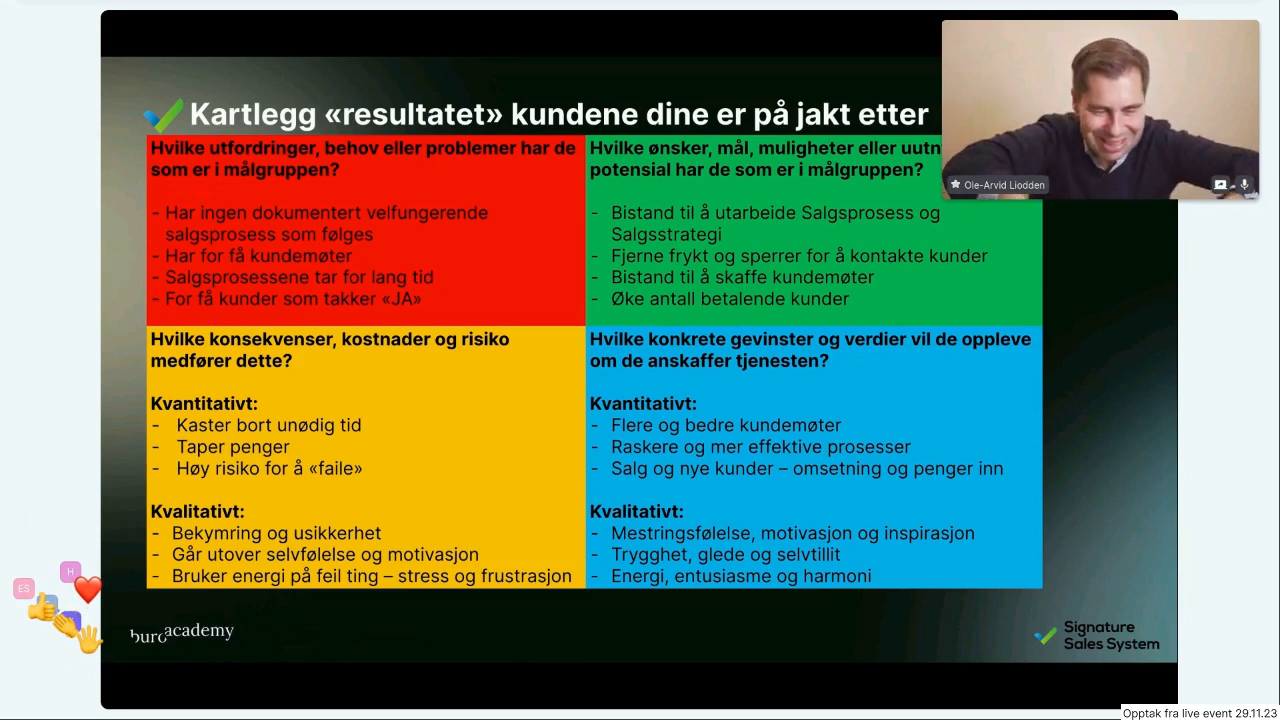 Kartlegg «resultatet» kundene dine er på jakt etter
Hvilke utfordringer, behov eller problemer har de
som er i målgruppen?
- Har ingen dokumentert velfungerende
salgsprosess som følges
- Har for få kundemøter
- Salgsprosessene tar for lang tid
- For få kunder som takker «JA»
Hvilke ønsker, mål, muligheter eller
potensial har de som er i målgruppen?
- Bistand til å utarbeide Salgsprosess og
Salgsstrategi
- Fjerne frykt og sperrer for å kontakte kunder
- Bistand til å skaffe kundemøter
- Øke antall betalende kunder
Hvilke konsekvenser, kostnader og risiko
medfører dette?
Kvantitativt:
- Kaster bort unødig tid
- Taper penger
- Høy risiko for å «faile»
Kvalitativt:
- Bekymring og usikkerhet
- Går utover selvfølelse og motivasjon
- Bruker energi på feil ting – stress og frustrasjon
Hvilke konkrete gevinster og verdier vil de oppleve
om de anskaffer tjenesten?
Kvantitativt:
- Flere og bedre kundemøter
- Raskere og mer effektive prosesser
- Salg og nye kunder – omsetning og penger inn
Kvalitativt:
- Mestringsfølelse, motivasjon og inspirasjon
- Trygghet, glede og selvtillit
- Energi, entusiasme og harmoni
Ole-Arvid Liodden
H
ES
buro academy
Signature
Sales System
Opptak fra live event 29.11.23